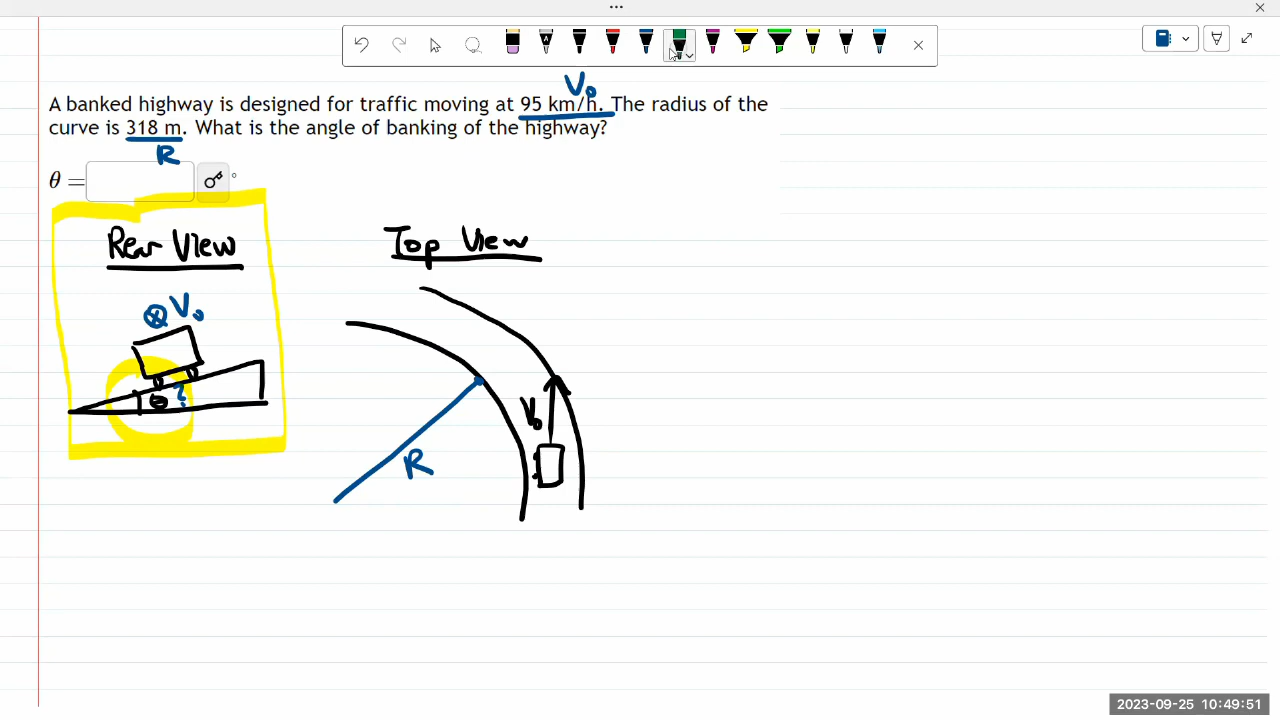 V₀
A banked highway is designed for traffic moving at 95 km/h. The radius of the
curve is 318 m. What is the angle of banking of the highway?
R
θ =
°
Rear View
Top View
⊗ V₀
θ ?
V₀
R
2023-09-25 10:49:51